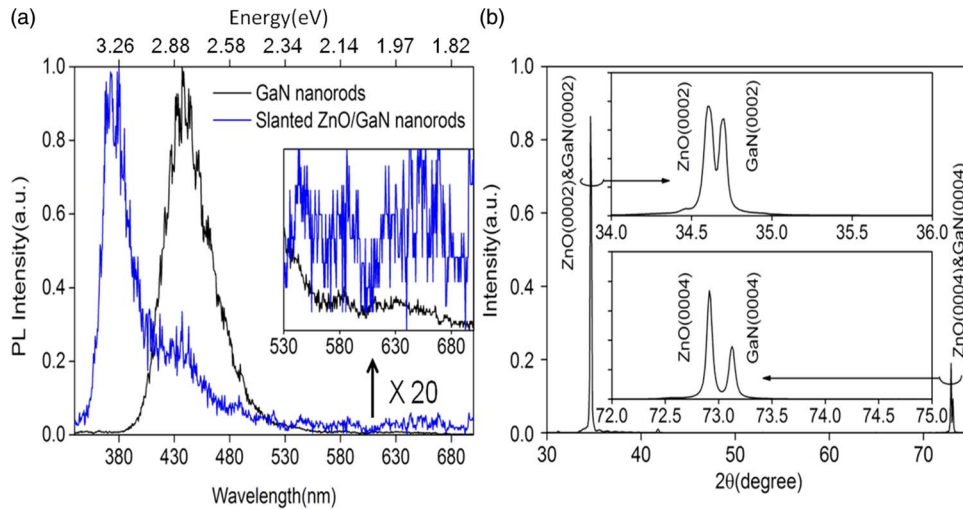 (a)
Energy(eV)
3.26 2.88 2.58 2.34 2.14 1.97 1.82
1.0
0.8
0.6
0.4
0.2
0.0
PL Intensity(a.u.)
GaN nanorods
Slanted ZnO/GaN nanorods
530 580 630 680
X 20
380 430 480 530 580 630 680
Wavelength(nm)
(b)
1.0
0.8
0.6
0.4
0.2
0.0
Intensity(a.u.)
ZnO(0002)&GaN(0002)
ZnO(0002)
GaN(0002)
34.0 34.5 35.0 35.5 36.0
ZnO(0004)
GaN(0004)
72.0 72.5 73.0 73.5 74.0 74.5 75.0
ZnO(0004)&GaN(0004)
30 40 50 60 70
2θ(degree)